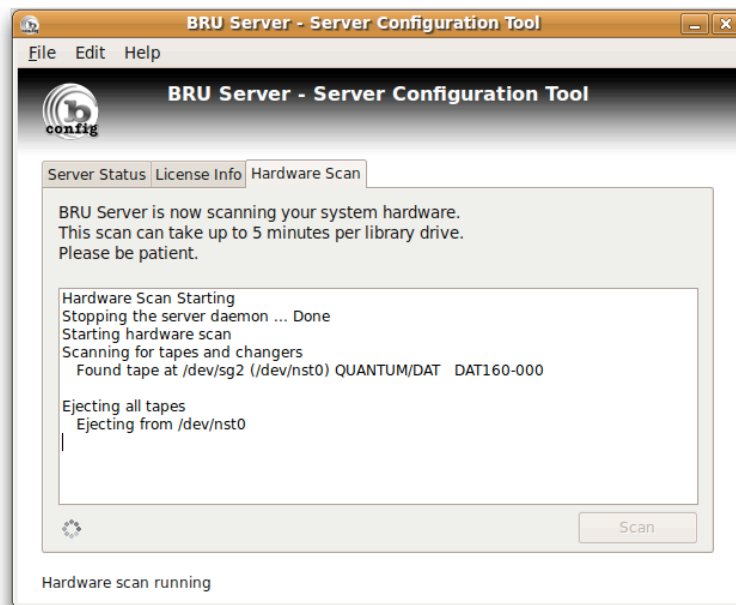 BRU Server - Server Configuration Tool
File Edit Help
b
config
BRU Server - Server Configuration Tool
b
config
Server Status License Info Hardware Scan
BRU Server is now scanning your system hardware.
This scan can take up to 5 minutes per library drive.
Please be patient.
Hardware Scan Starting
Stopping the server daemon ... Done
Starting hardware scan
Scanning for tapes and changers
Found tape at /dev/sg2 (/dev/nst0) QUANTUM/DAT DAT160-000
Ejecting all tapes
Ejecting from /dev/nst0
Scan
Hardware scan running